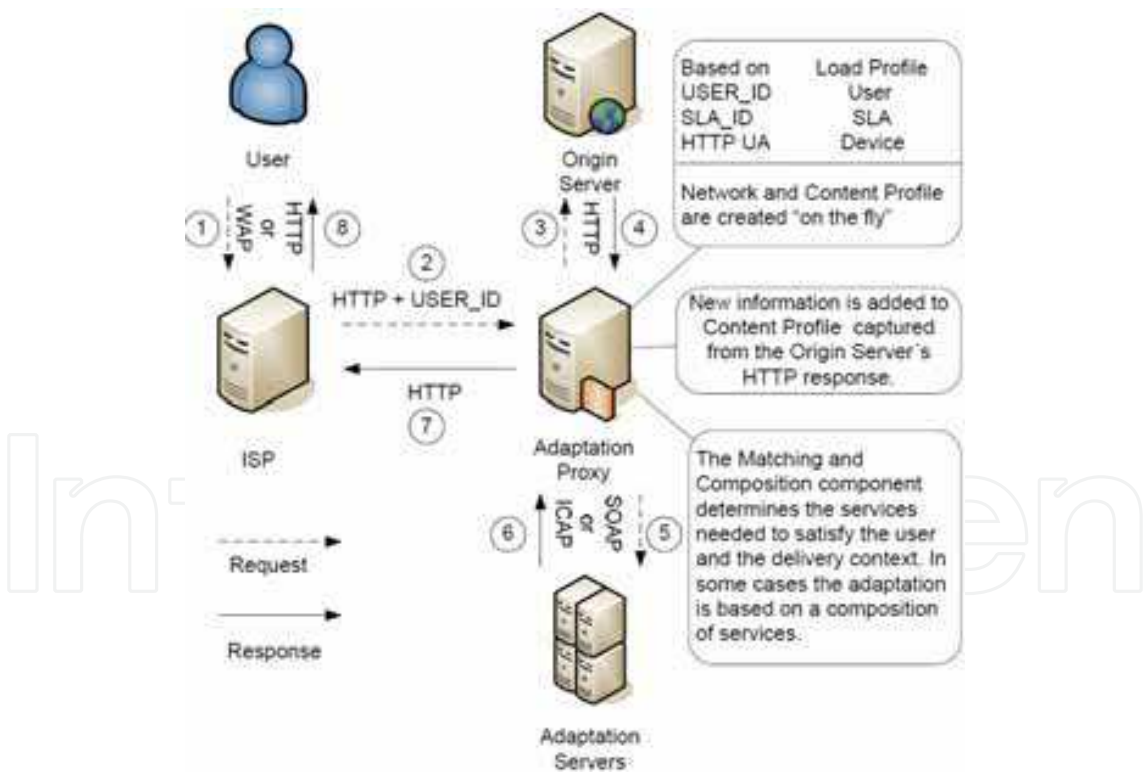 User
Origin
Server
Based on Load Profile
USER_ID User
SLA_ID SLA
HTTP UA Device
Network and Content Profile
are created "on the fly"
1
WAP
or
HTTP
8
3
HTTP
4
2
HTTP + USER_ID
HTTP
7
New information is added to
Content Profile captured
from the Origin Server´s
HTTP response.
ISP
Adaptation
Proxy
6
ICAP
or
SOAP
5
The Matching and
Composition component
determines the services
needed to satisfy the user
and the delivery context. In
some cases the adaptation
is based on a composition
of services.
Request
Response
Adaptation
Servers